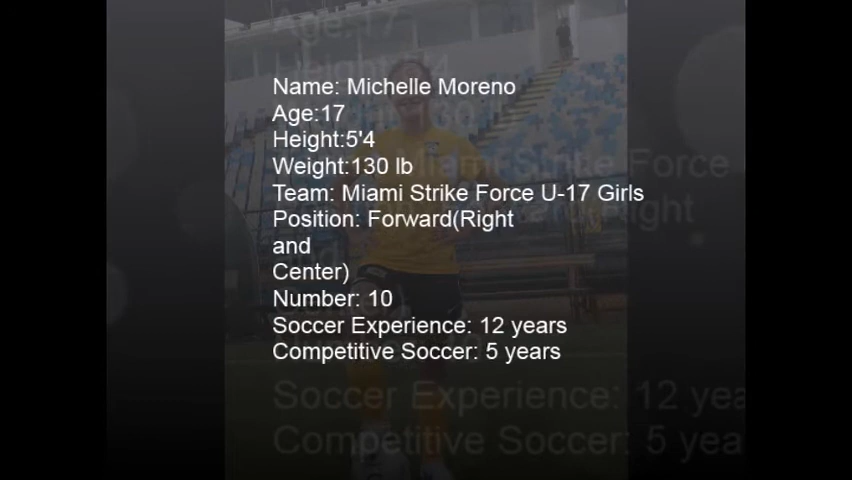 Name: Michelle Moreno
Age:17
Height:5'4
Weight:130 lb
Team: Miami Strike Force U-17 Girls
Position: Forward(Right
and
Center)
Number: 10
Soccer Experience: 12 years
Competitive Soccer: 5 years